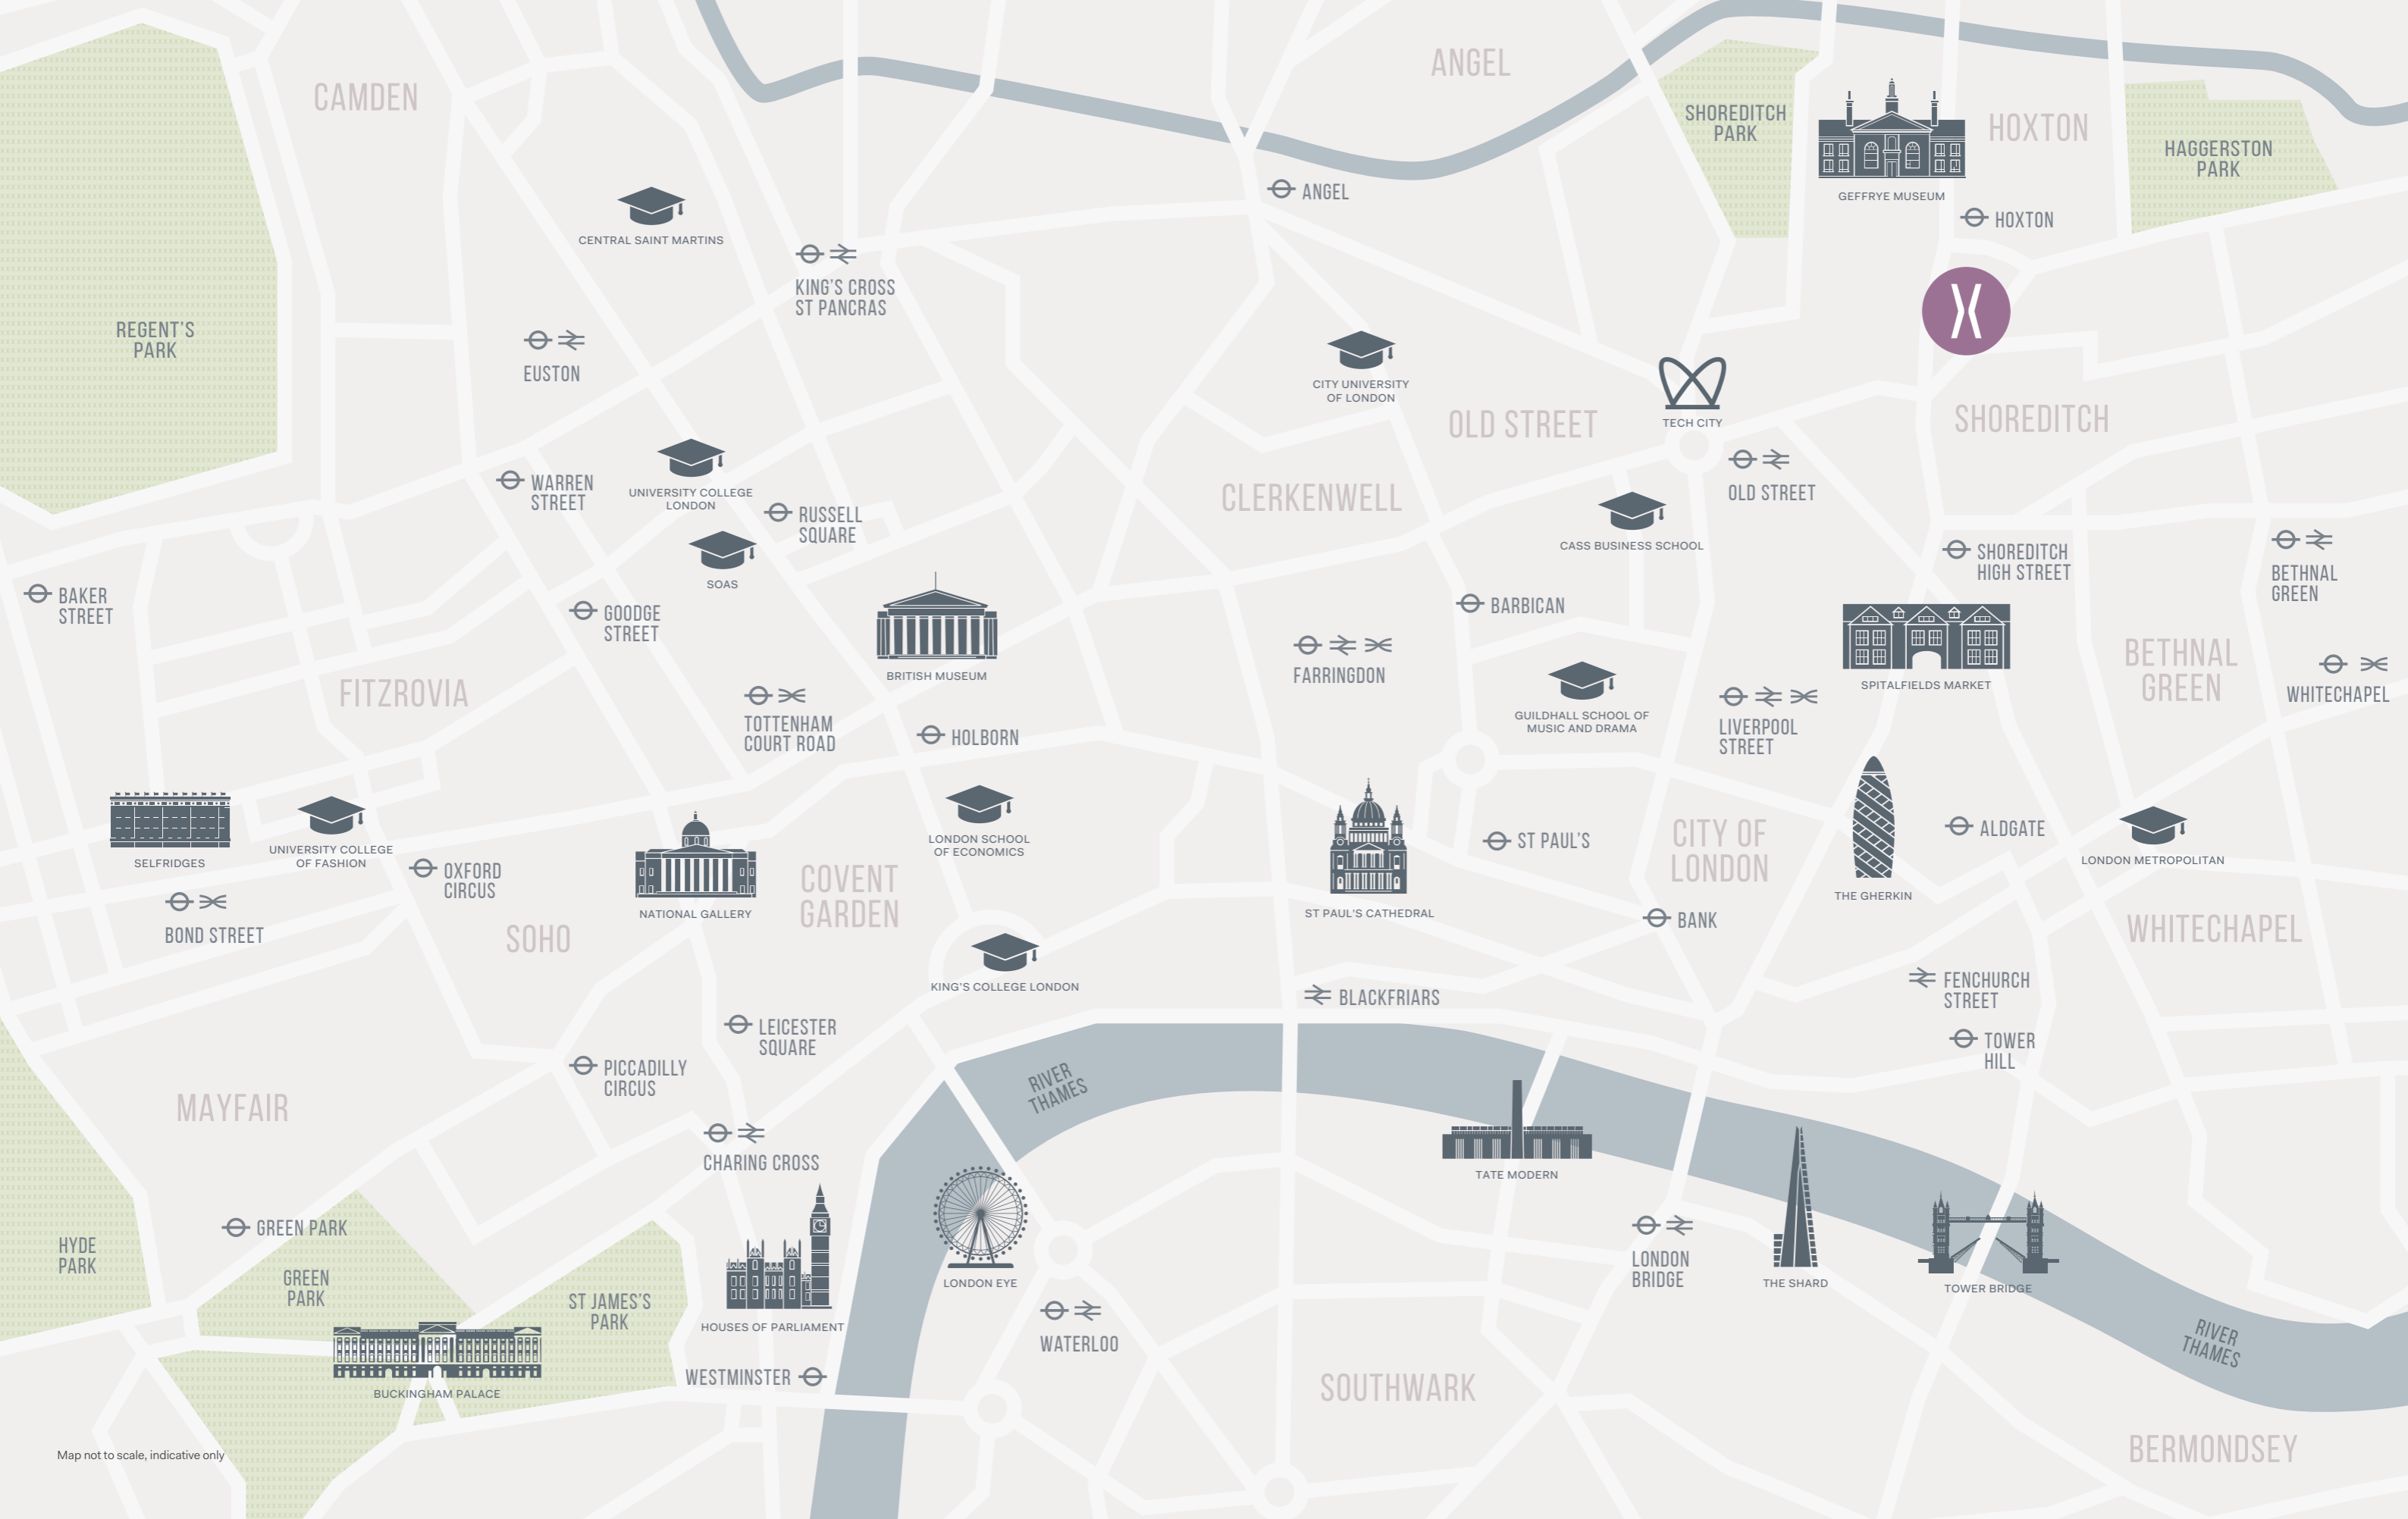 ANGEL
CAMDEN
SHOREDITCH
PARK
HOXTON
HAGGERSTON
PARK
ANGEL
GEFFRYE MUSEUM
HOXTON
CENTRAL SAINT MARTINS
KING'S CROSS
ST PANCRAS
REGENT'S
PARK
EUSTON
CITY UNIVERSITY
OF LONDON
OLD STREET
TECH CITY
SHOREDITCH
WARREN
STREET
UNIVERSITY COLLEGE
LONDON
RUSSELL
SQUARE
CLERKENWELL
OLD STREET
CASS BUSINESS SCHOOL
SHOREDITCH
HIGH STREET
BETHNAL
GREEN
SOAS
BAKER
STREET
GOODGE
STREET
BARBICAN
BRITISH MUSEUM
FARRINGDON
BETHNAL
GREEN
WHITECHAPEL
SPITALFIELDS MARKET
FITZROVIA
TOTTENHAM
COURT ROAD
HOLBORN
GUILDHALL SCHOOL OF
MUSIC AND DRAMA
LIVERPOOL
STREET
SELFRIDGES
UNIVERSITY COLLEGE
OF FASHION
OXFORD
CIRCUS
LONDON SCHOOL
OF ECONOMICS
ST PAUL'S
CITY OF
LONDON
ALDGATE
LONDON METROPOLITAN
COVENT
GARDEN
NATIONAL GALLERY
ST PAUL'S CATHEDRAL
THE GHERKIN
BANK
BOND STREET
SOHO
WHITECHAPEL
KING'S COLLEGE LONDON
BLACKFRIARS
FENCHURCH
STREET
LEICESTER
SQUARE
TOWER
HILL
PICCADILLY
CIRCUS
RIVER
THAMES
MAYFAIR
CHARING CROSS
TATE MODERN
GREEN PARK
HYDE
PARK
GREEN
PARK
ST JAMES'S
PARK
LONDON EYE
LONDON
BRIDGE
THE SHARD
TOWER BRIDGE
HOUSES OF PARLIAMENT
WATERLOO
RIVER
THAMES
WESTMINSTER
BUCKINGHAM PALACE
SOUTHWARK
BERMONDSEY
Map not to scale, indicative only